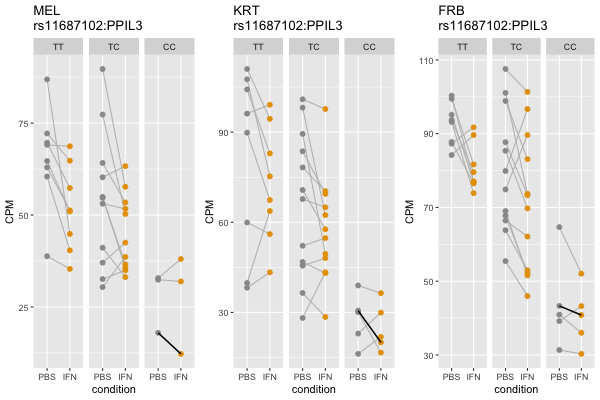 MEL
rs11687102:PPIL3
TT TC CC
CPM
75
50
25
PBS IFN PBS IFN PBS IFN
condition
KRT
rs11687102:PPIL3
TT TC CC
CPM
90
60
30
PBS IFN PBS IFN PBS IFN
condition
FRB
rs11687102:PPIL3
TT TC CC
CPM
110
90
70
50
30
PBS IFN PBS IFN PBS IFN
condition